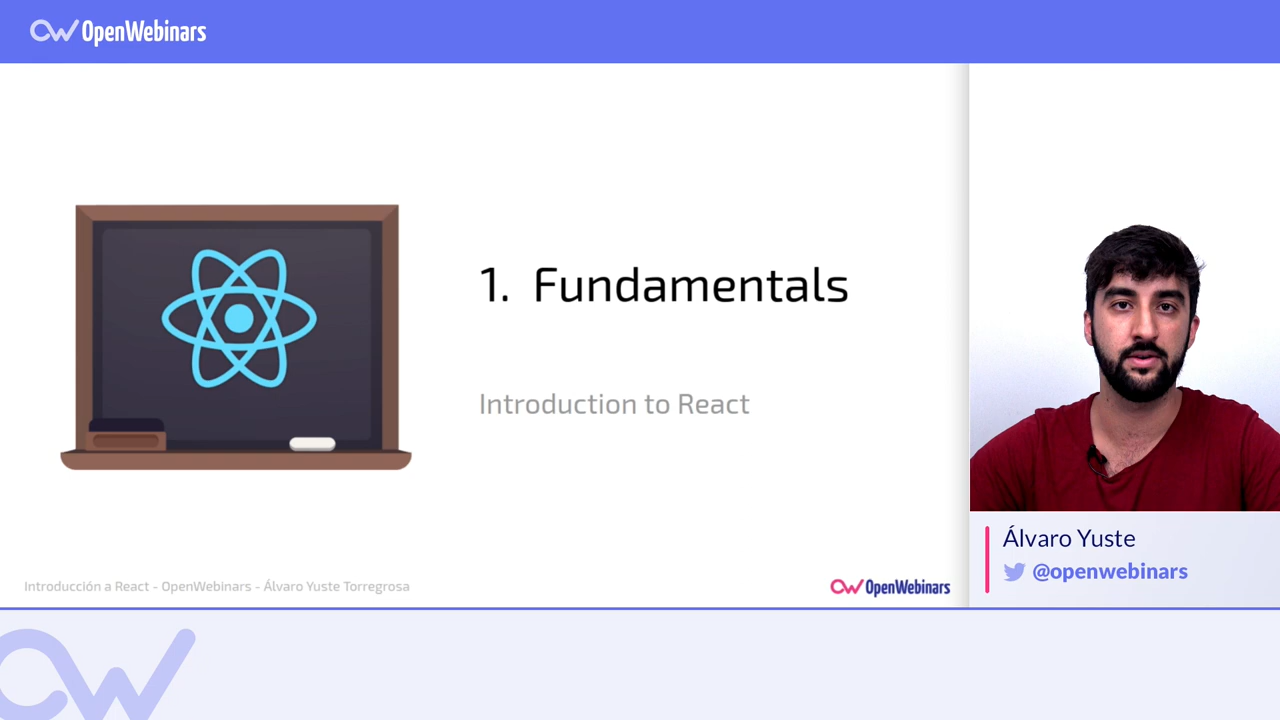 OpenWebinars
1. Fundamentals
Introduction to React
Introducción a React - OpenWebinars - Álvaro Yuste Torregrosa
OpenWebinars
Álvaro Yuste
@openwebinars